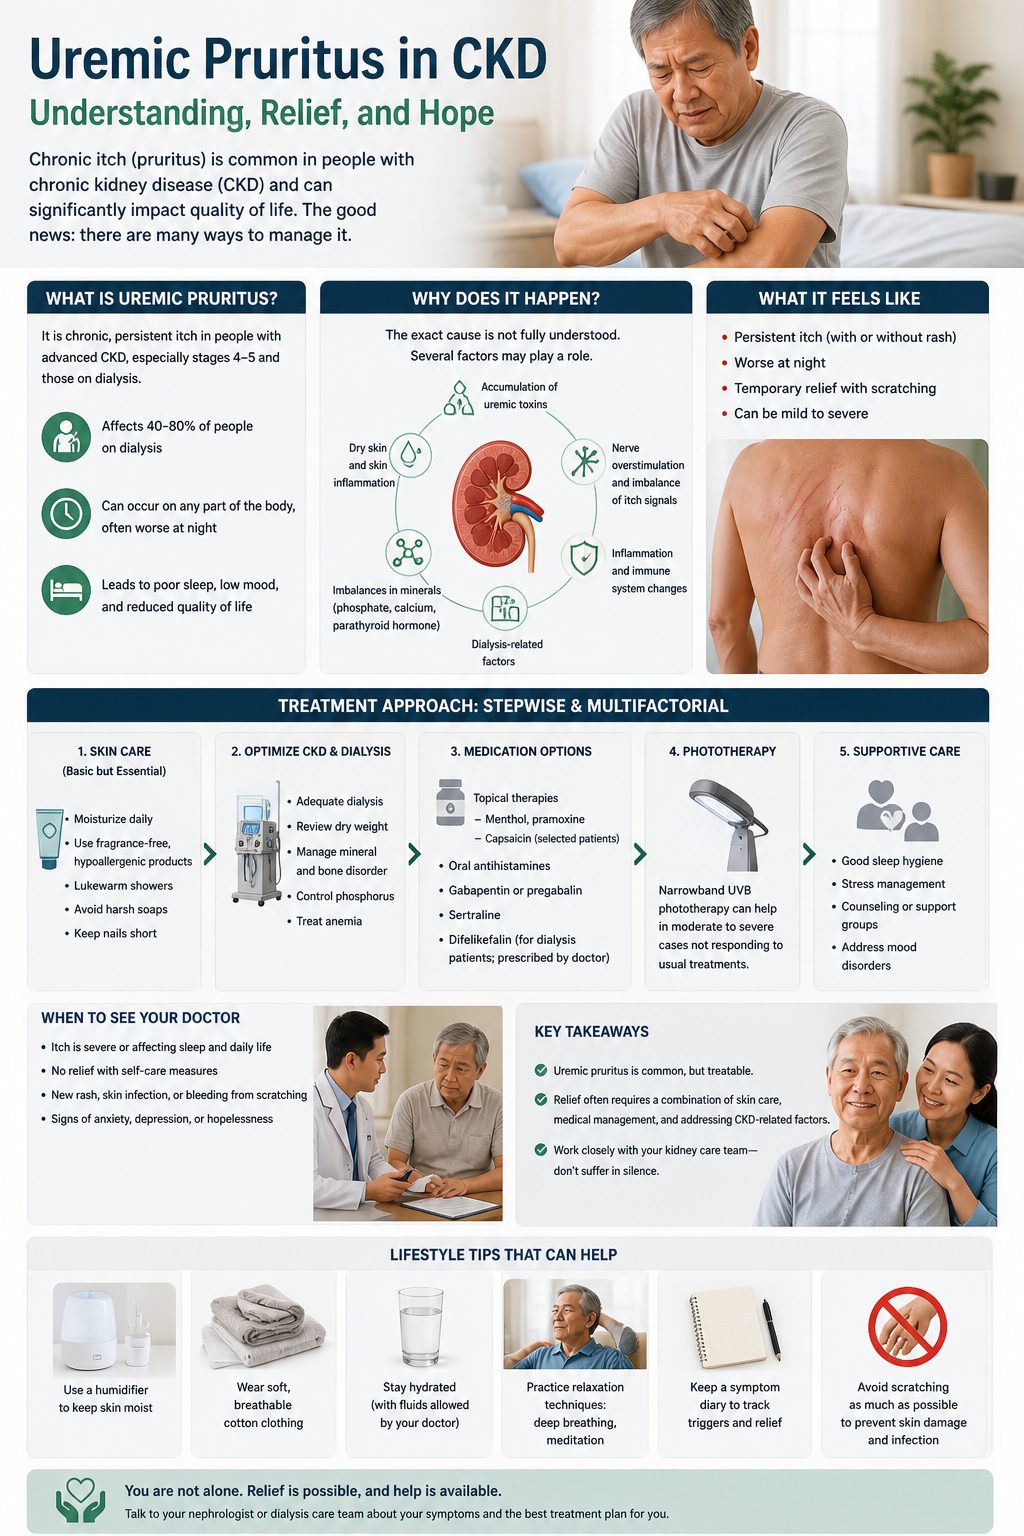 Uremic Pruritus in CKD
Understanding, Relief, and Hope
Chronic itch (pruritus) is common in people with
chronic kidney disease (CKD) and can
significantly impact quality of life. The good
news: there are many ways to manage it.
WHAT IS UREMIC PRURITUS?
It is chronic, persistent itch in people with
advanced CKD, especially stages 4–5 and
those on dialysis.
Affects 40–80% of people
on dialysis
Can occur on any part of the body,
often worse at night
Leads to poor sleep, low mood,
and reduced quality of life
WHY DOES IT HAPPEN?
The exact cause is not fully understood.
Several factors may play a role.
Accumulation of
uremic toxins
Nerve
overstimulation
and imbalance
of itch signals
Inflammation
and immune
system changes
Dialysis-related
factors
Imbalances in minerals
(phosphate, calcium,
parathyroid hormone)
Dry skin
and skin
inflammation
WHAT IT FEELS LIKE
• Persistent itch (with or without rash)
• Worse at night
• Temporary relief with scratching
• Can be mild to severe
TREATMENT APPROACH: STEPWISE & MULTIFACTORIAL
1. SKIN CARE
(Basic but Essential)
• Moisturize daily
• Use fragrance-free,
hypoallergenic products
• Lukewarm showers
• Avoid harsh soaps
• Keep nails short
2. OPTIMIZE CKD & DIALYSIS
• Adequate dialysis
• Review dry weight
• Manage mineral
and bone disorder
• Control phosphorus
• Treat anemia
3. MEDICATION OPTIONS
Topical therapies
– Menthol, pramoxine
– Capsaicin (selected patients)
• Oral antihistamines
• Gabapentin or pregabalin
• Sertraline
• Difelikefalin (for dialysis
patients; prescribed by doctor)
4. PHOTOTHERAPY
Narrowband UVB
phototherapy can help
in moderate to severe
cases not responding to
usual treatments.
5. SUPPORTIVE CARE
• Good sleep hygiene
• Stress management
• Counseling or support
groups
• Address mood
disorders
WHEN TO SEE YOUR DOCTOR
• Itch is severe or affecting sleep and daily life
• No relief with self-care measures
• New rash, skin infection, or bleeding from scratching
• Signs of anxiety, depression, or hopelessness
KEY TAKEAWAYS
Uremic pruritus is common, but treatable.
Relief often requires a combination of skin care,
medical management, and addressing CKD-related factors.
Work closely with your kidney care team—
don't suffer in silence.
LIFESTYLE TIPS THAT CAN HELP
Use a humidifier
to keep skin moist
Wear soft,
breathable
cotton clothing
Stay hydrated
(with fluids allowed
by your doctor)
Practice relaxation
techniques:
deep breathing,
meditation
Keep a symptom
diary to track
triggers and relief
Avoid scratching
as much as possible
to prevent skin damage
and infection
You are not alone. Relief is possible, and help is available.
Talk to your nephrologist or dialysis care team about your symptoms and the best treatment plan for you.